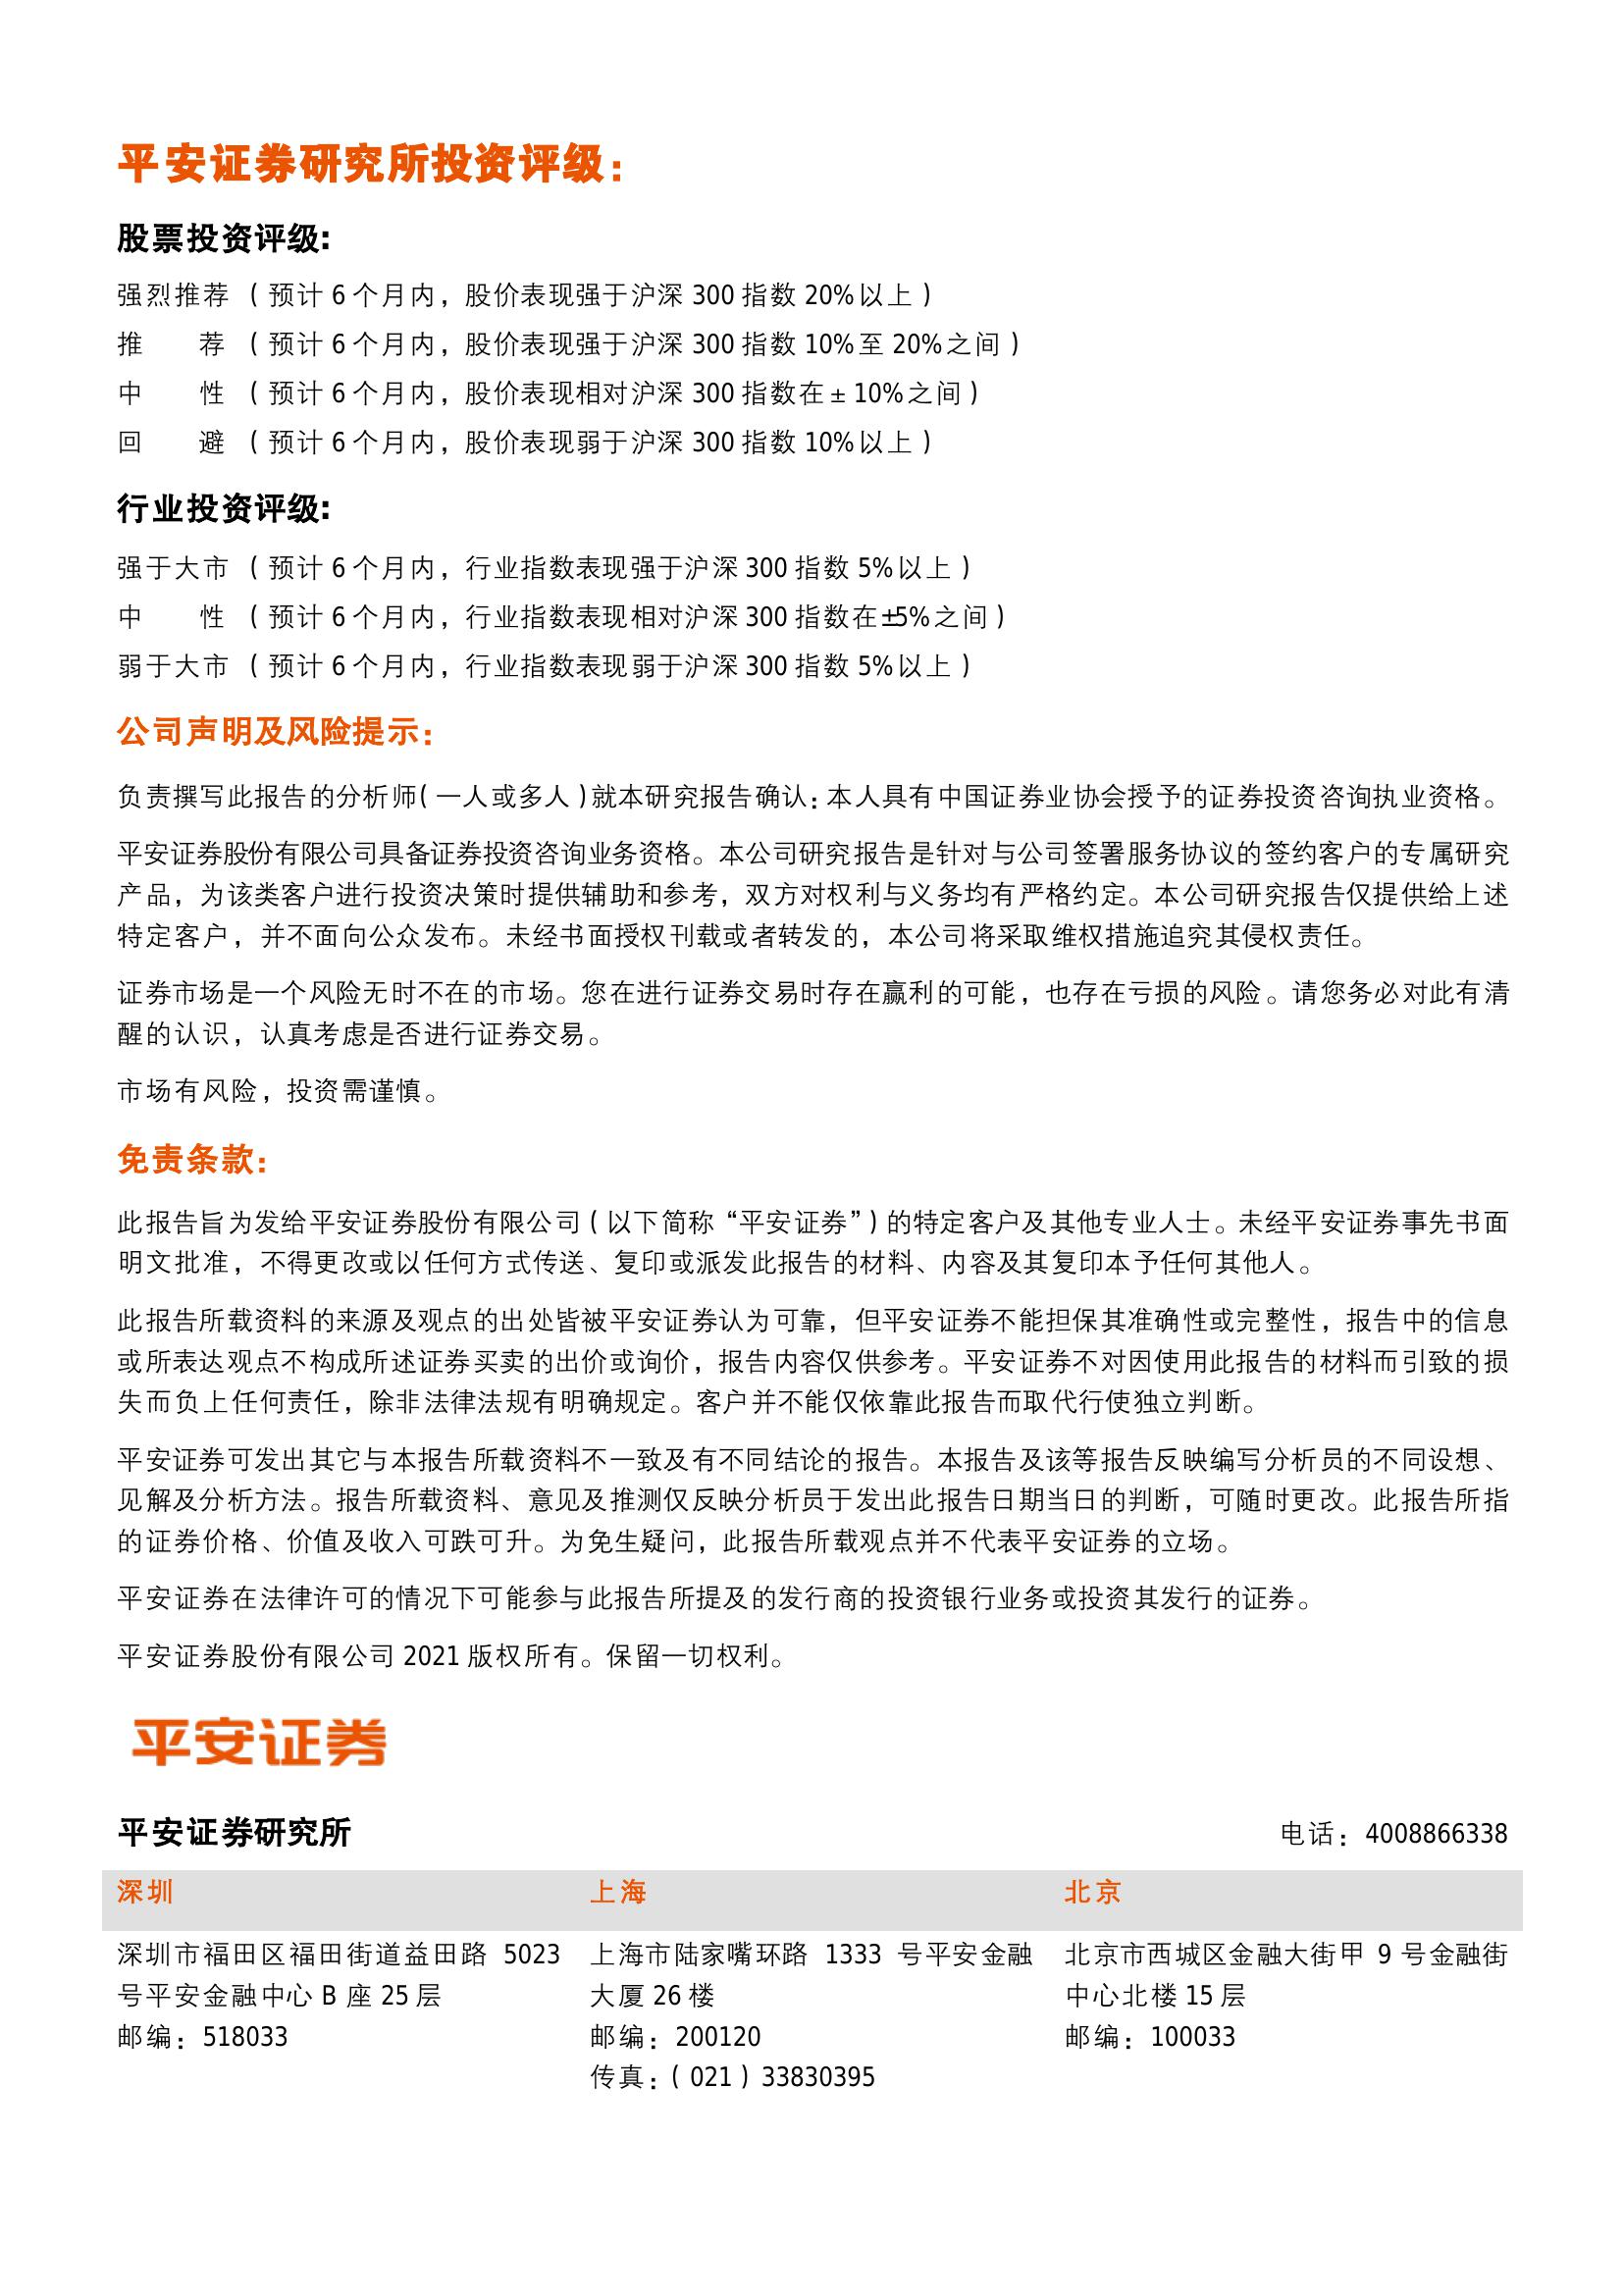 平安证券研究所投资评级：
股票投资评级:
强烈推荐 （预计 6 个月内，股价表现强于沪深 300 指数 20%以上）
推　　荐 （预计 6 个月内，股价表现强于沪深 300 指数 10%至 20%之间）
中　　性 （预计 6 个月内，股价表现相对沪深 300 指数在± 10%之间）
回　　避 （预计 6 个月内，股价表现弱于沪深 300 指数 10%以上）
行业投资评级:
强于大市 （预计 6 个月内，行业指数表现强于沪深 300 指数 5%以上）
中　　性 （预计 6 个月内，行业指数表现相对沪深 300 指数在±5%之间）
弱于大市 （预计 6 个月内，行业指数表现弱于沪深 300 指数 5%以上）
公司声明及风险提示：
负责撰写此报告的分析师（一人或多人）就本研究报告确认：本人具有中国证券业协会授予的证券投资咨询执业资格。
平安证券股份有限公司具备证券投资咨询业务资格。本公司研究报告是针对与公司签署服务协议的签约客户的专属研究
产品，为该类客户进行投资决策时提供辅助和参考，双方对权利与义务均有严格约定。本公司研究报告仅提供给上述
特定客户，并不面向公众发布。未经书面授权刊载或者转发的，本公司将采取维权措施追究其侵权责任。
证券市场是一个风险无时不在的市场。您在进行证券交易时存在赢利的可能，也存在亏损的风险。请您务必对此有清
醒的认识，认真考虑是否进行证券交易。
市场有风险，投资需谨慎。
免责条款：
此报告旨为发给平安证券股份有限公司（以下简称“平安证券”）的特定客户及其他专业人士。未经平安证券事先书面
明文批准，不得更改或以任何方式传送、复印或派发此报告的材料、内容及其复印本予任何其他人。
此报告所载资料的来源及观点的出处皆被平安证券认为可靠，但平安证券不能担保其准确性或完整性，报告中的信息
或所表达观点不构成所述证券买卖的出价或询价，报告内容仅供参考。平安证券不对因使用此报告的材料而引致的损
失而负上任何责任，除非法律法规有明确规定。客户并不能仅依靠此报告而取代行使独立判断。
平安证券可发出其它与本报告所载资料不一致及有不同结论的报告。本报告及该等报告反映编写分析员的不同设想、
见解及分析方法。报告所载资料、意见及推测仅反映分析员于发出此报告日期当日的判断，可随时更改。此报告所指
的证券价格、价值及收入可跌可升。为免生疑问，此报告所载观点并不代表平安证券的立场。
平安证券在法律许可的情况下可能参与此报告所提及的发行商的投资银行业务或投资其发行的证券。
平安证券股份有限公司 2021 版权所有。保留一切权利。
平安证券
平安证券研究所 电话：4008866338
深圳 上海 北京
深圳市福田区福田街道益田路 5023 上海市陆家嘴环路 1333 号平安金融 北京市西城区金融大街甲 9 号金融街
号平安金融中心 B 座 25 层 大厦 26 楼 中心北楼 15 层
邮编：518033 邮编：200120 邮编：100033
传真：（021）33830395